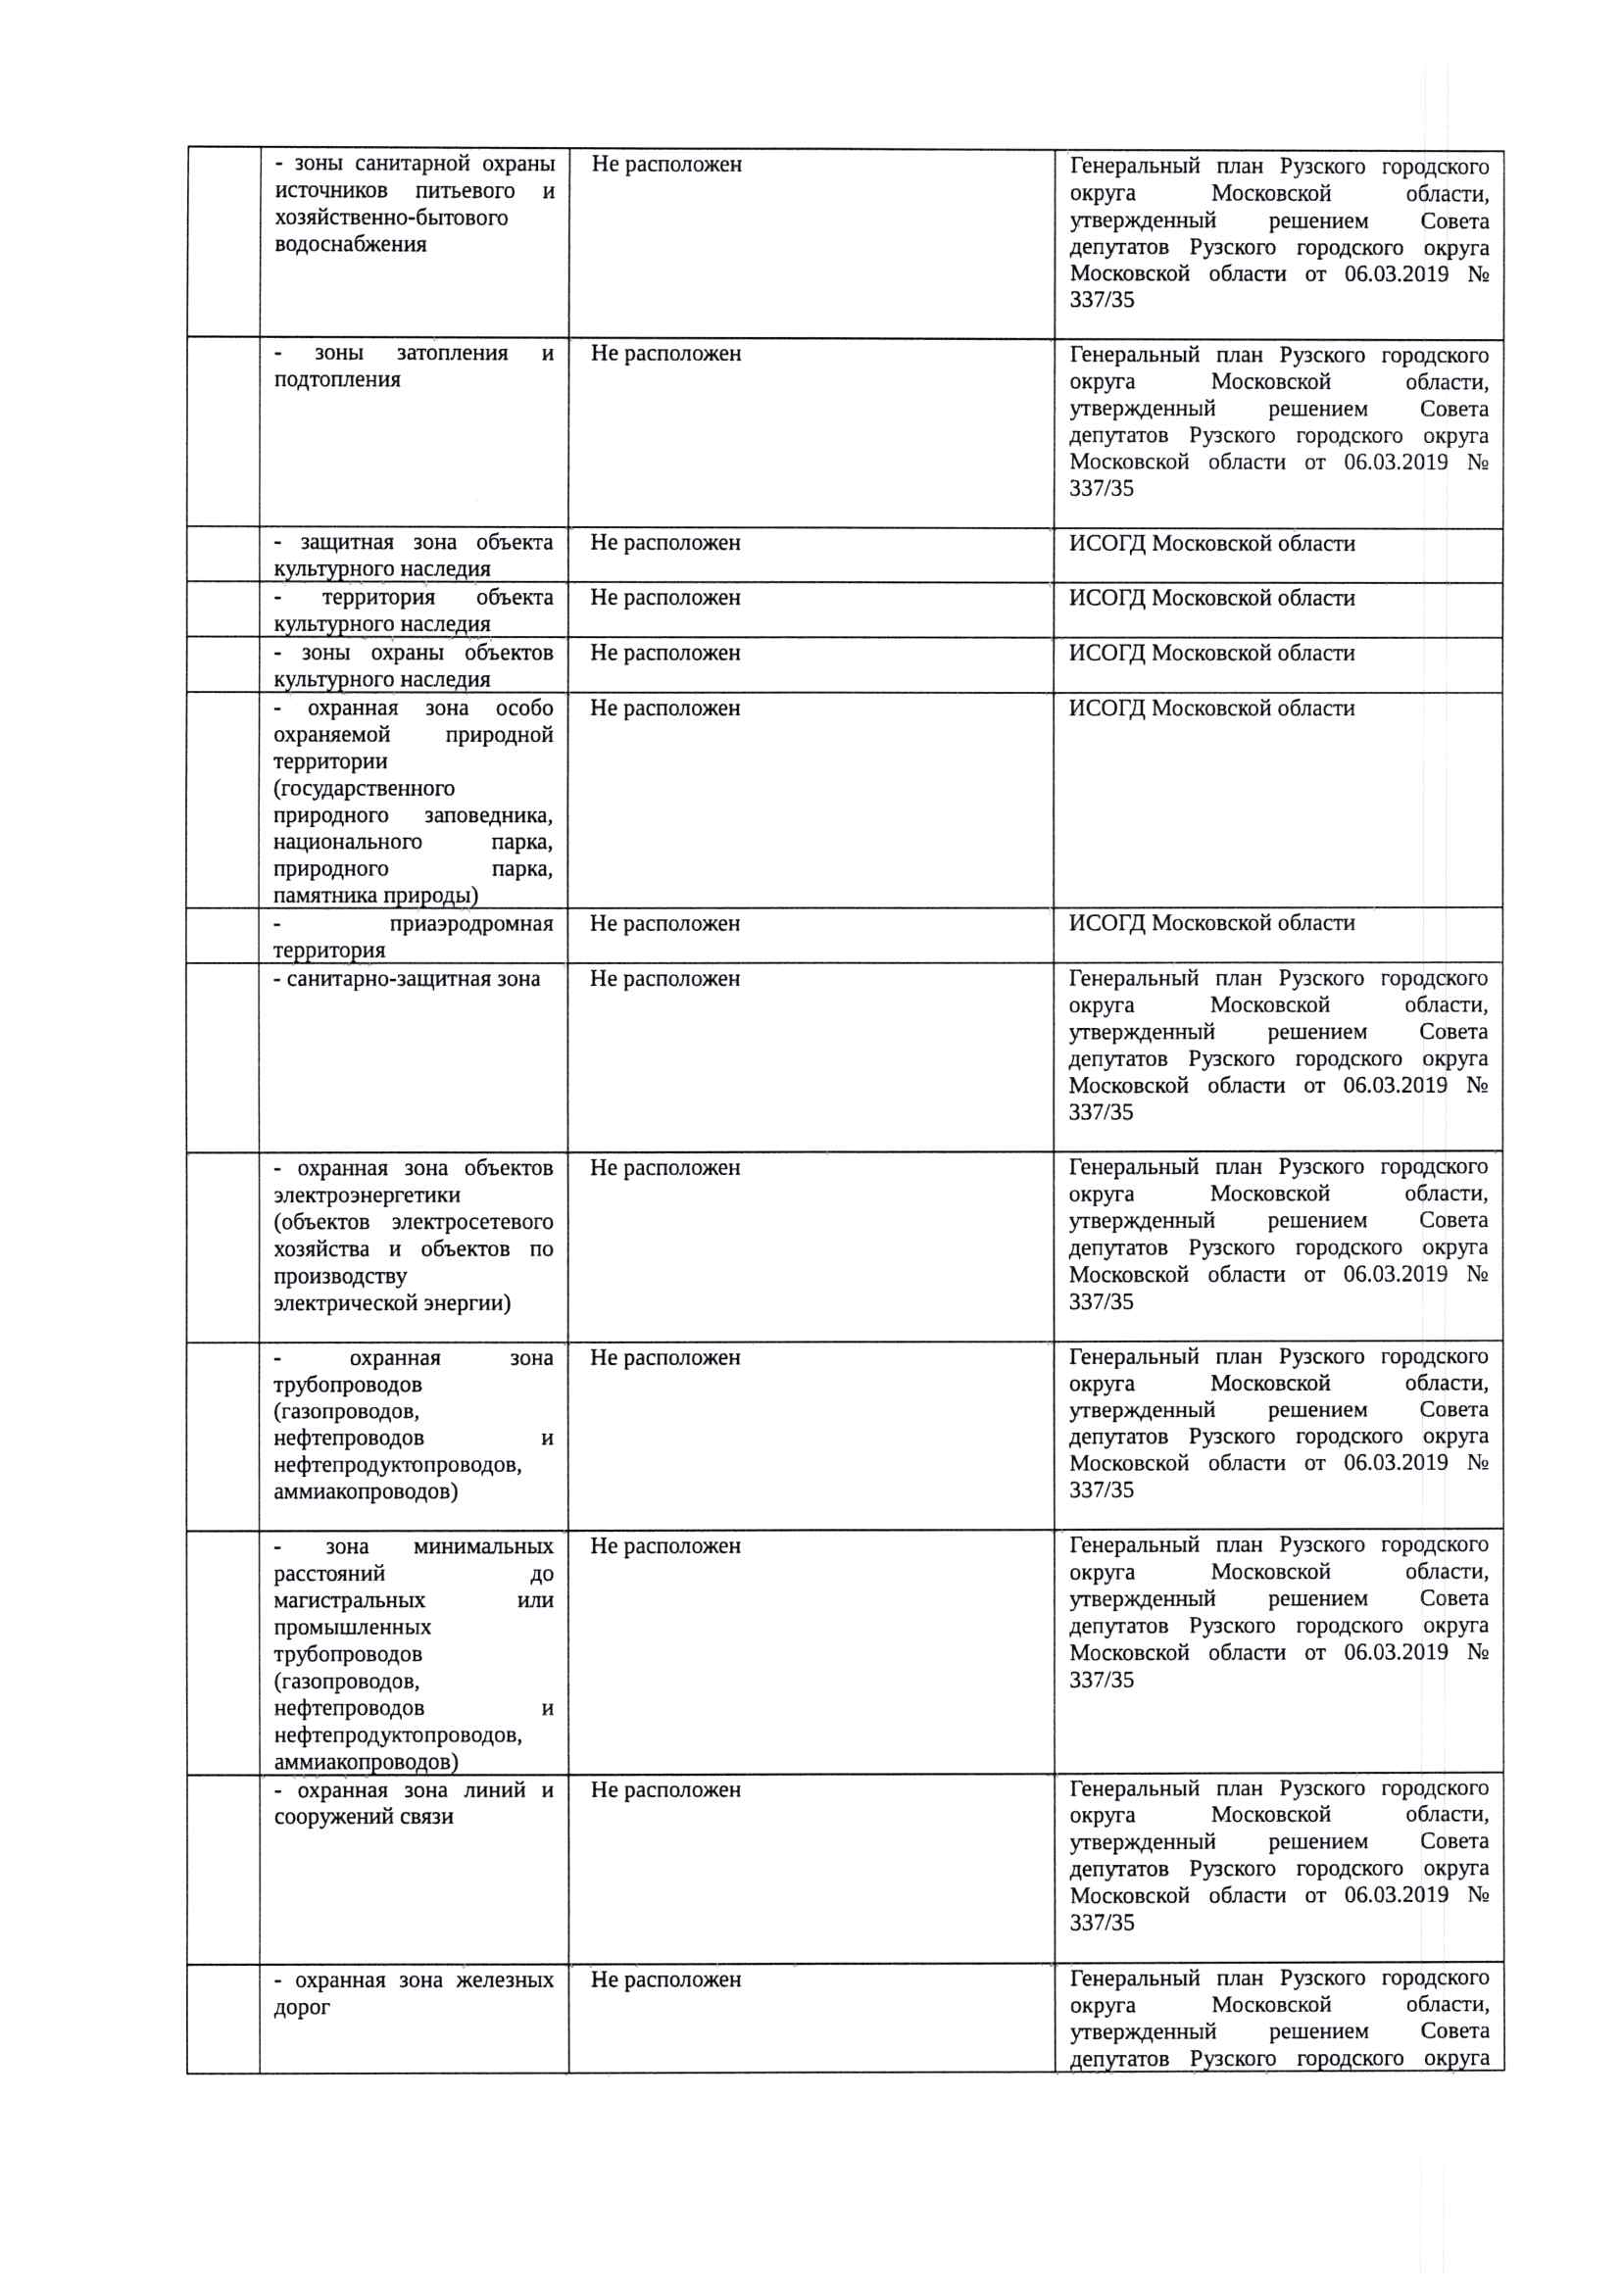 - зоны санитарной охраны
источников питьевого и
хозяйственно-бытового
водоснабжения
Не расположен
Генеральный план Рузского городского
округа Московской области,
утвержденный решением Совета
депутатов Рузского городского округа
Московской области от 06.03.2019 №
337/35
- зоны затопления и
подтопления
Не расположен
Генеральный план Рузского городского
округа Московской области,
утвержденный решением Совета
депутатов Рузского городского округа
Московской области от 06.03.2019 №
337/35
- защитная зона объекта
культурного наследия
Не расположен
ИСОГД Московской области
- территория объекта
культурного наследия
Не расположен
ИСОГД Московской области
- зоны охраны объектов
культурного наследия
Не расположен
ИСОГД Московской области
- охранная зона особо
охраняемой природной
территории
(государственного
природного заповедника,
национального парка,
природного парка,
памятника природы)
Не расположен
ИСОГД Московской области
- приаэродромная
территория
Не расположен
ИСОГД Московской области
- санитарно-защитная зона
Не расположен
Генеральный план Рузского городского
округа Московской области,
утвержденный решением Совета
депутатов Рузского городского округа
Московской области от 06.03.2019 №
337/35
- охранная зона объектов
электроэнергетики
(объектов электросетевого
хозяйства и объектов по
производству
электрической энергии)
Не расположен
Генеральный план Рузского городского
округа Московской области,
утвержденный решением Совета
депутатов Рузского городского округа
Московской области от 06.03.2019 №
337/35
- охранная зона
трубопроводов
(газопроводов,
нефтепроводов и
нефтепродуктопроводов,
аммиакопроводов)
Не расположен
Генеральный план Рузского городского
округа Московской области,
утвержденный решением Совета
депутатов Рузского городского округа
Московской области от 06.03.2019 №
337/35
- зона минимальных
расстояний до
магистральных или
промышленных
трубопроводов
(газопроводов,
нефтепроводов и
нефтепродуктопроводов,
аммиакопроводов)
Не расположен
Генеральный план Рузского городского
округа Московской области,
утвержденный решением Совета
депутатов Рузского городского округа
Московской области от 06.03.2019 №
337/35
- охранная зона линий и
сооружений связи
Не расположен
Генеральный план Рузского городского
округа Московской области,
утвержденный решением Совета
депутатов Рузского городского округа
Московской области от 06.03.2019 №
337/35
- охранная зона железных
дорог
Не расположен
Генеральный план Рузского городского
округа Московской области,
утвержденный решением Совета
депутатов Рузского городского округа